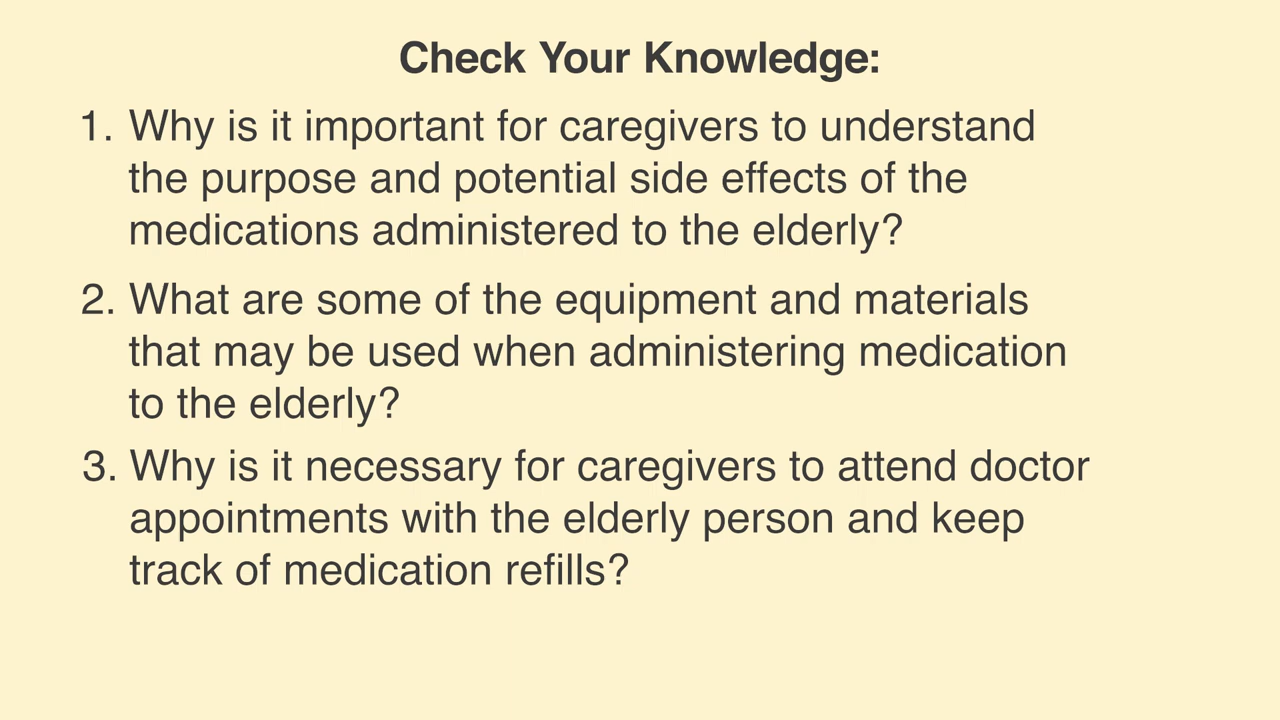 Check Your Knowledge:
1. Why is it important for caregivers to understand
the purpose and potential side effects of the
medications administered to the elderly?
2. What are some of the equipment and materials
that may be used when administering medication
to the elderly?
3. Why is it necessary for caregivers to attend doctor
appointments with the elderly person and keep
track of medication refills?